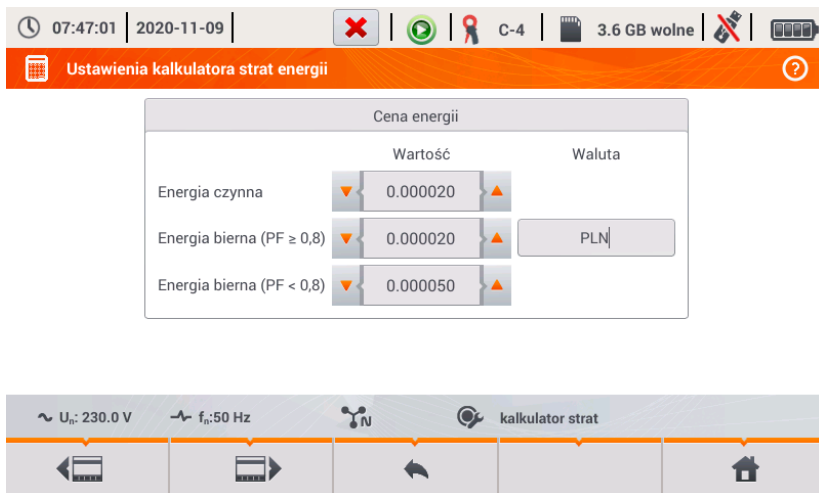 07:47:01 2020-11-09 C-4 3.6 GB wolne
Ustawienia kalkulatora strat energii ?
Cena energii
Wartość Waluta
Energia czynna 0.000020
Energia bierna (PF ≥ 0,8) 0.000020 PLN
Energia bierna (PF < 0,8) 0.000050
Un: 230.0 V fn:50 Hz N kalkulator strat